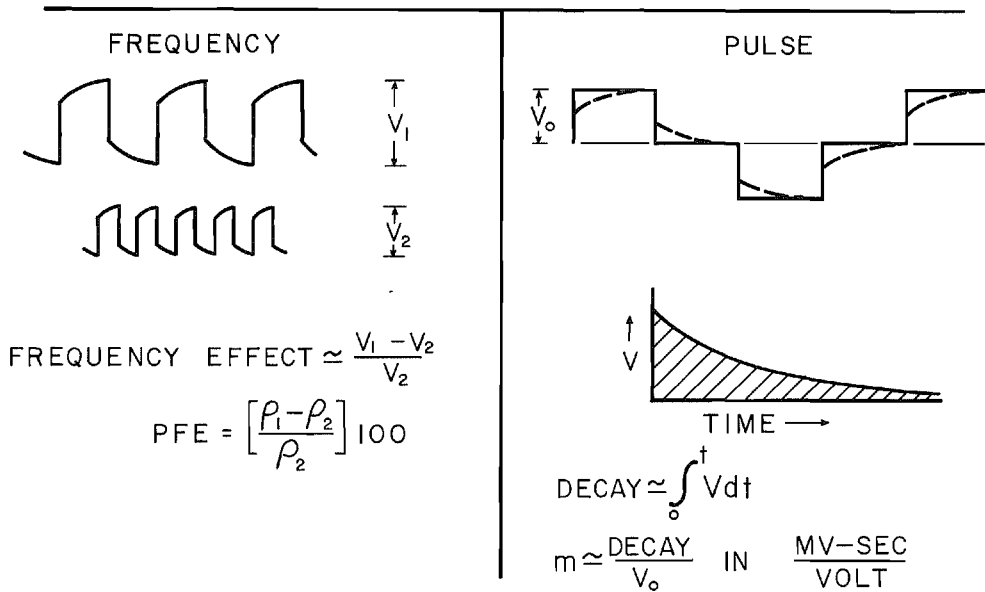 FREQUENCY
V₁
V₂
FREQUENCY EFFECT ≃ (V₁ − V₂)/V₂
PFE = [(ρ₁ − ρ₂)/ρ₂] 100
PULSE
V₀
V
TIME →
DECAY ≃ ∫₀ᵗ Vdt
m ≃ DECAY/V₀ IN MV−SEC/VOLT